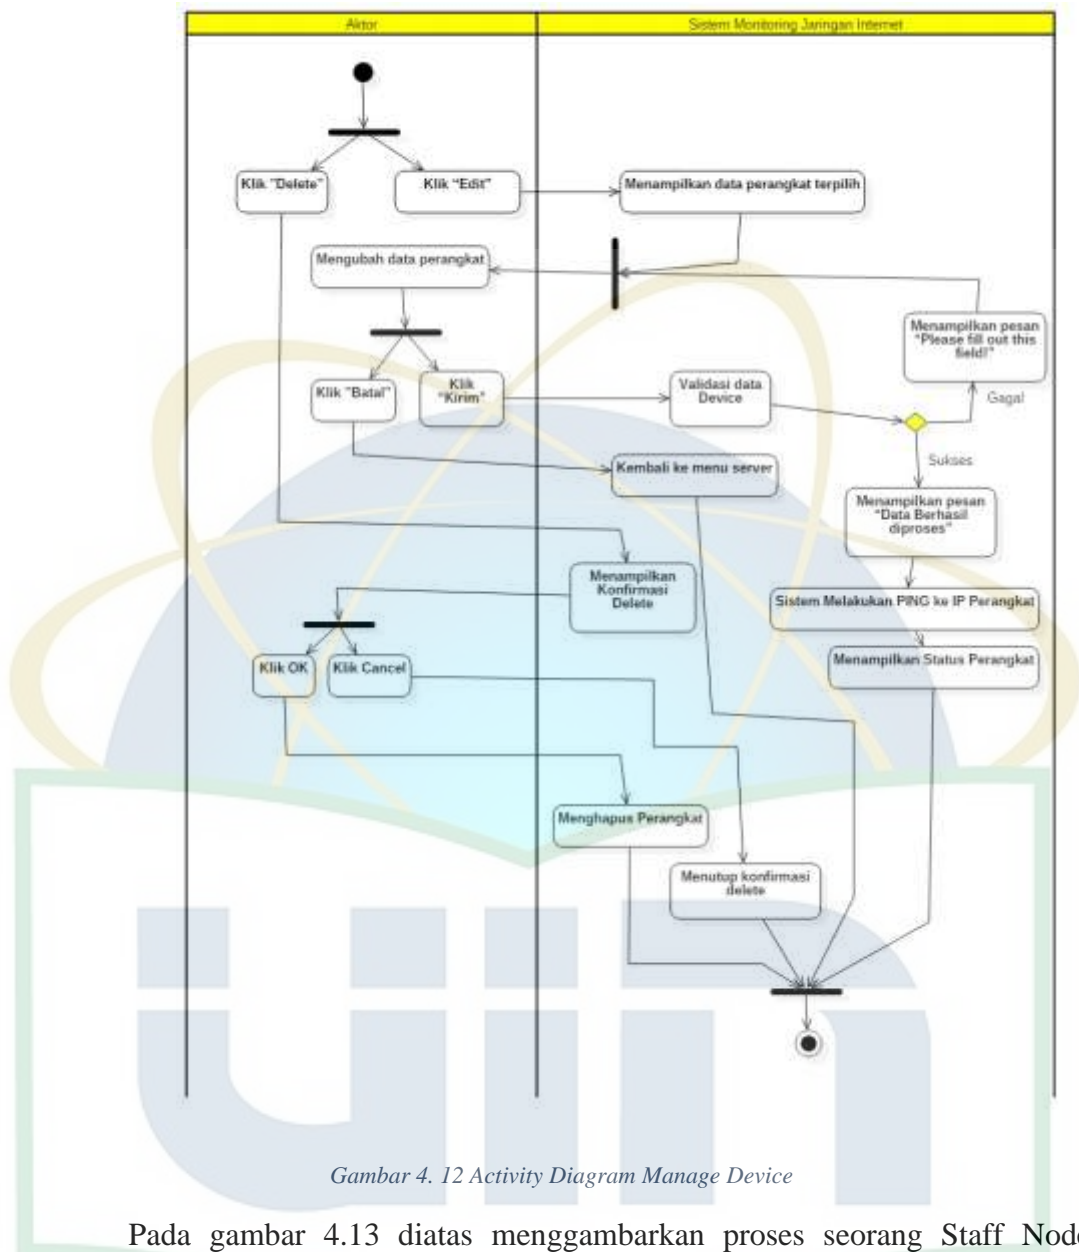 Aktor
Sistem Monitoring Jaringan Internet
Klik "Delete"
Klik "Edit"
Menampilkan data perangkat terpilih
Mengubah data perangkat
Menampilkan pesan
"Please fill out this
field!"
Klik "Batal"
Klik
"Kirim"
Validasi data
Device
Gagal
Sukses
Kembali ke menu server
Menampilkan pesan
"Data Berhasil
diproses"
Menampilkan
Konfirmasi
Delete
Sistem Melakukan PING ke IP Perangkat
Klik OK
Klik Cancel
Menampilkan Status Perangkat
Menghapus Perangkat
Menutup konfirmasi
delete
uin
Gambar 4. 12 Activity Diagram Manage Device
Pada gambar 4.13 diatas menggambarkan proses seorang Staff Node